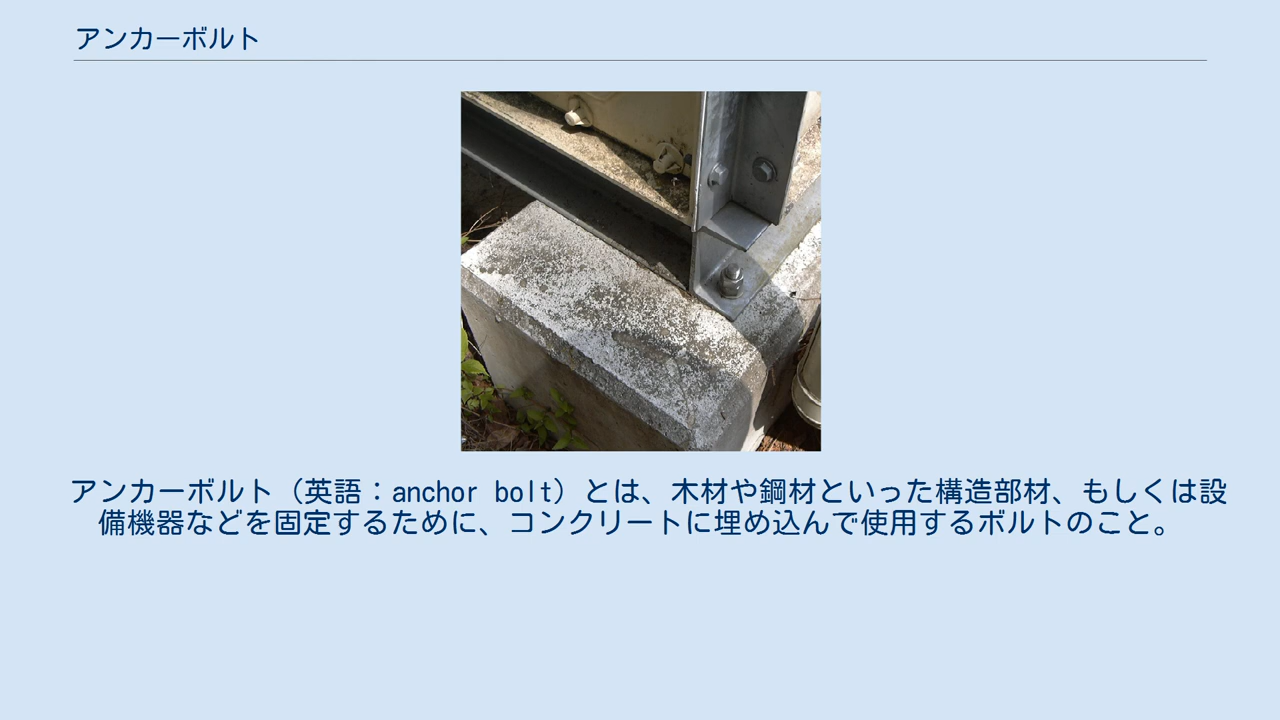 アンカーボルト
アンカーボルト（英語：anchor bolt）とは、木材や鋼材といった構造部材、もしくは設
備機器などを固定するために、コンクリートに埋め込んで使用するボルトのこと。